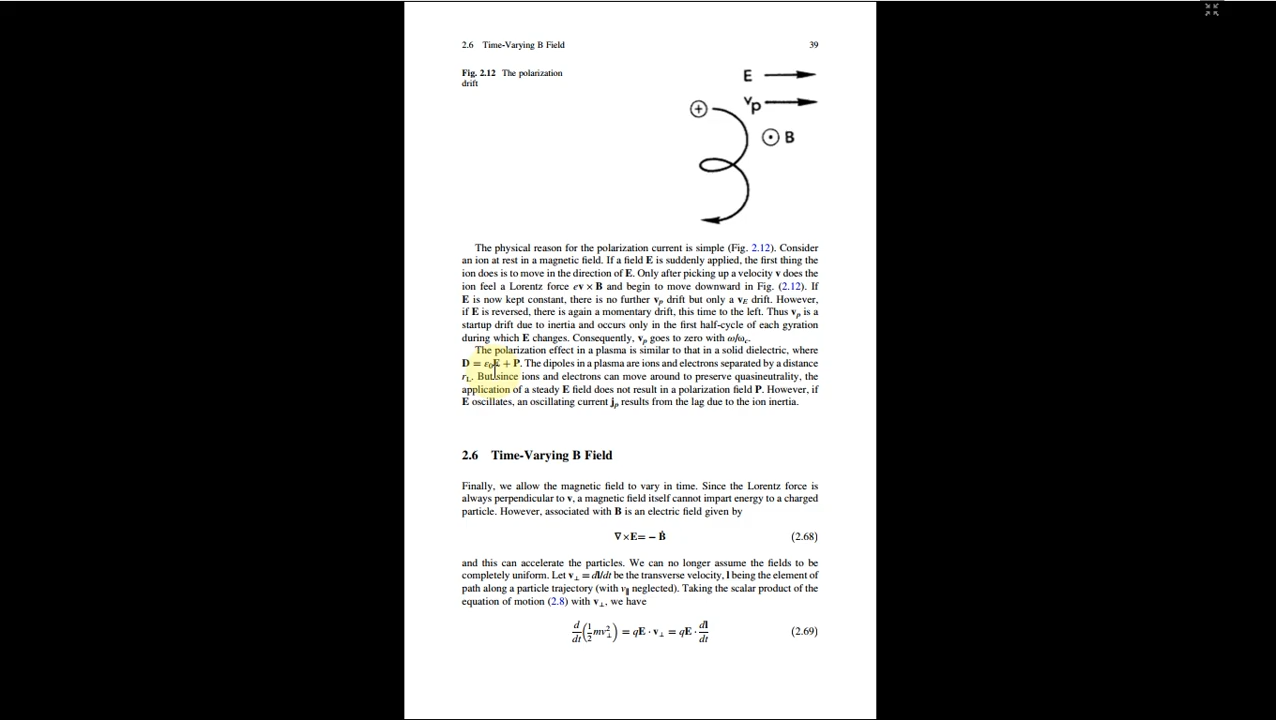 2.6 Time-Varying B Field 39
Fig. 2.12 The polarization
drift
E
vp
B
The physical reason for the polarization current is simple (Fig. 2.12). Consider
an ion at rest in a magnetic field. If a field E is suddenly applied, the first thing the
ion does is to move in the direction of E. Only after picking up a velocity v does the
ion feel a Lorentz force ev × B and begin to move downward in Fig. (2.12). If
E is now kept constant, there is no further vp drift but only a vE drift. However,
if E is reversed, there is again a momentary drift, this time to the left. Thus vp is a
startup drift due to inertia and occurs only in the first half-cycle of each gyration
during which E changes. Consequently, vp goes to zero with ω/ωc.
The polarization effect in a plasma is similar to that in a solid dielectric, where
D = ε0E + P. The dipoles in a plasma are ions and electrons separated by a distance
rL. But since ions and electrons can move around to preserve quasineutrality, the
application of a steady E field does not result in a polarization field P. However, if
E oscillates, an oscillating current jp results from the lag due to the ion inertia.
2.6 Time-Varying B Field
Finally, we allow the magnetic field to vary in time. Since the Lorentz force is
always perpendicular to v, a magnetic field itself cannot impart energy to a charged
particle. However, associated with B is an electric field given by
∇ × E = − Ḃ (2.68)
and this can accelerate the particles. We can no longer assume the fields to be
completely uniform. Let v⊥ = dl/dt be the transverse velocity, l being the element of
path along a particle trajectory (with v∥ neglected). Taking the scalar product of the
equation of motion (2.8) with v⊥, we have
d/dt (1/2 mv⊥²) = qE · v⊥ = qE · dl/dt (2.69)